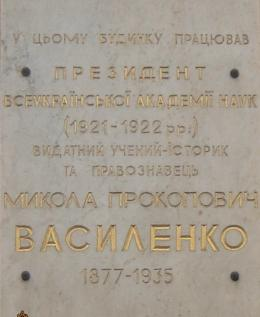 У ЦЬОМУ БУДИНКУ ПРАЦЮВАВ
ПРЕЗИДЕНТ
ВСЕУКРАЇНСЬКОЇ АКАДЕМІЇ НАУК
(1921-1922 рр.)
ВИДАТНИЙ УЧЕНИЙ-ІСТОРИК
ТА ПРАВОЗНАВЕЦЬ
МИКОЛА ПРОКОПОВИЧ
ВАСИЛЕНКО
1877-1935